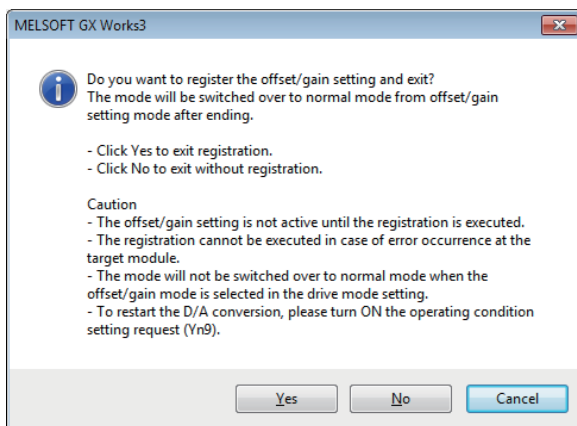 MELSOFT GX Works3
Do you want to register the offset/gain setting and exit?
The mode will be switched over to normal mode from offset/gain
setting mode after ending.
- Click Yes to exit registration.
- Click No to exit without registration.
Caution
- The offset/gain setting is not active until the registration is executed.
- The registration cannot be executed in case of error occurrence at the
target module.
- The mode will not be switched over to normal mode when the
offset/gain mode is selected in the drive mode setting.
- To restart the D/A conversion, please turn ON the operating condition
setting request (Yn9).
Yes No Cancel